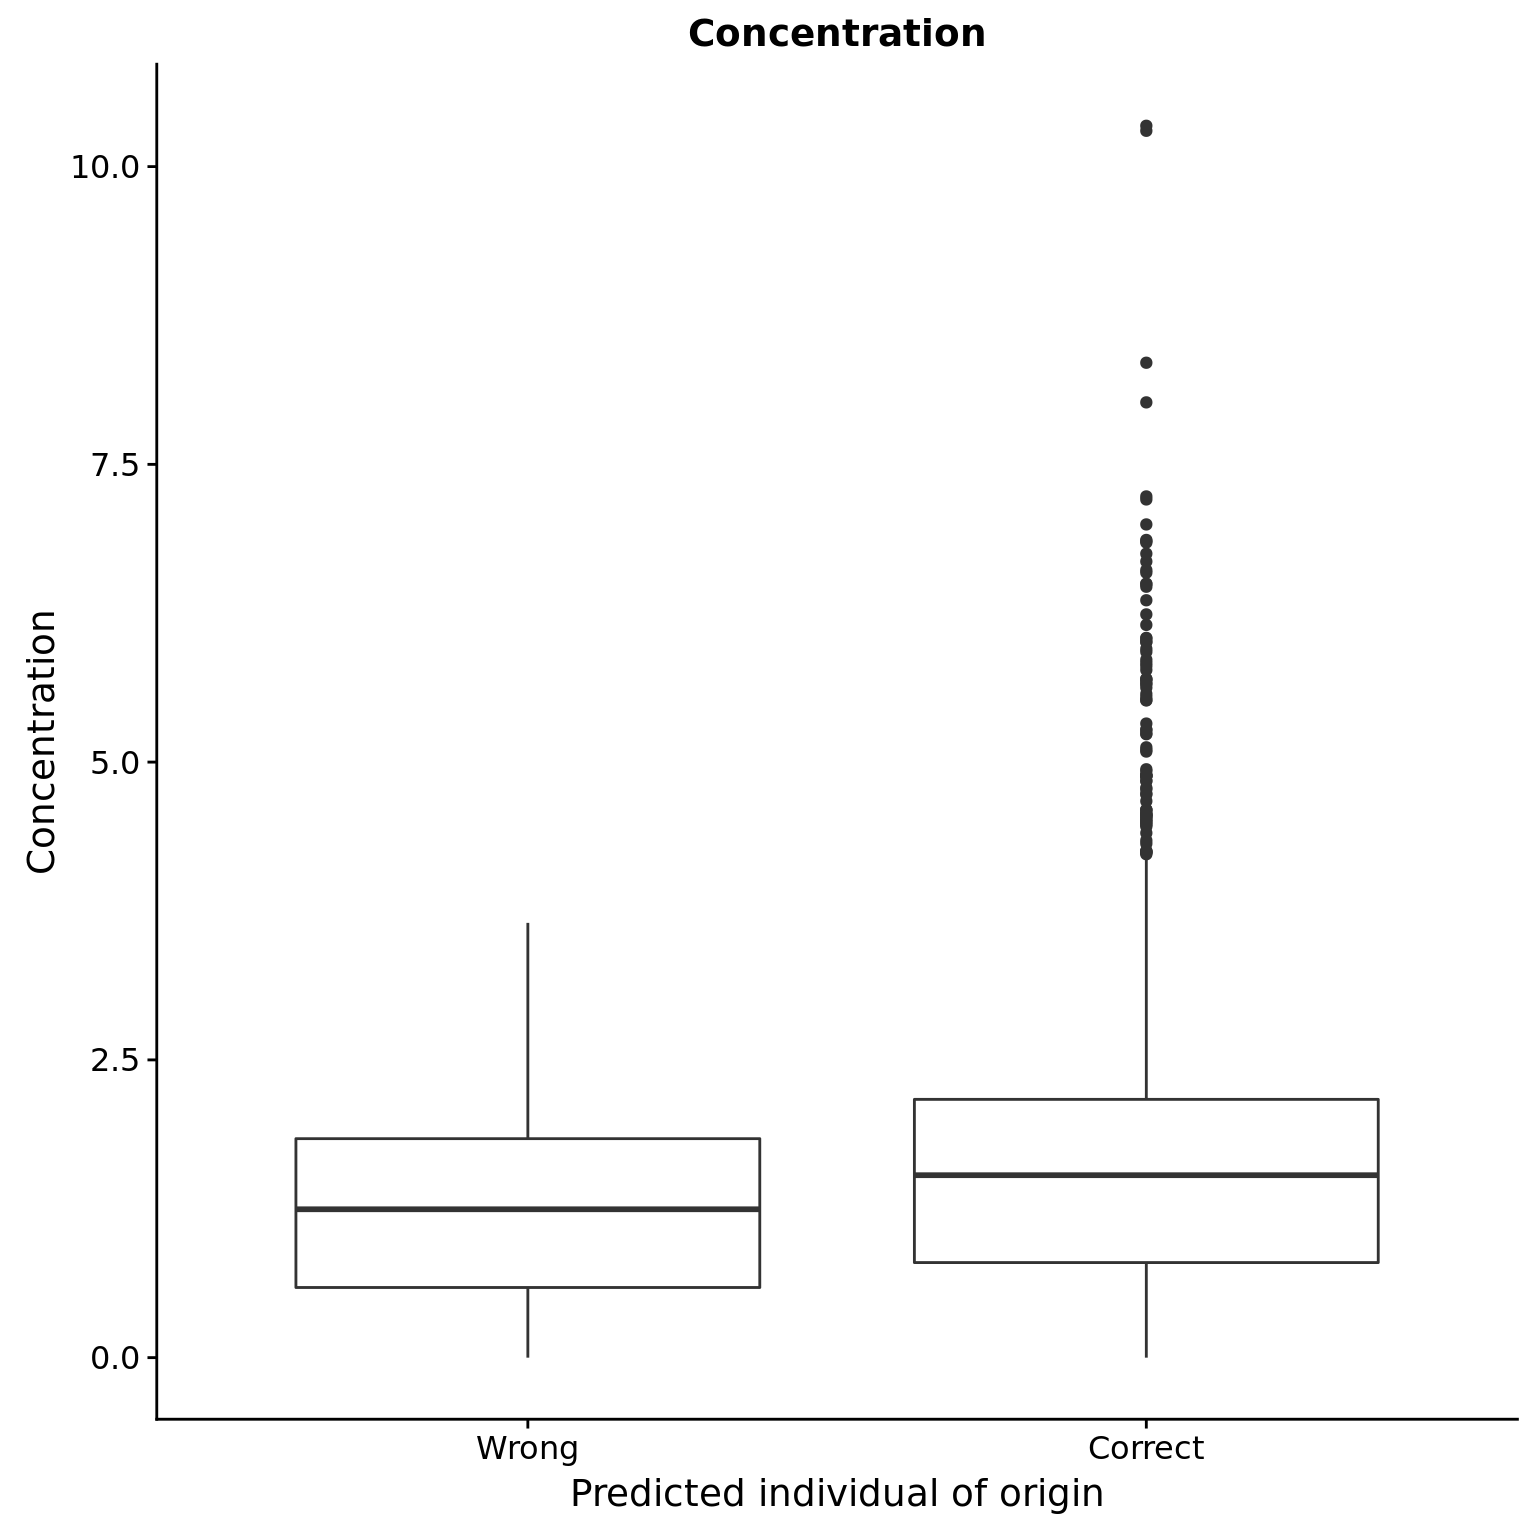 Concentration
10.0
7.5
5.0
2.5
0.0
Concentration
Wrong
Correct
Predicted individual of origin